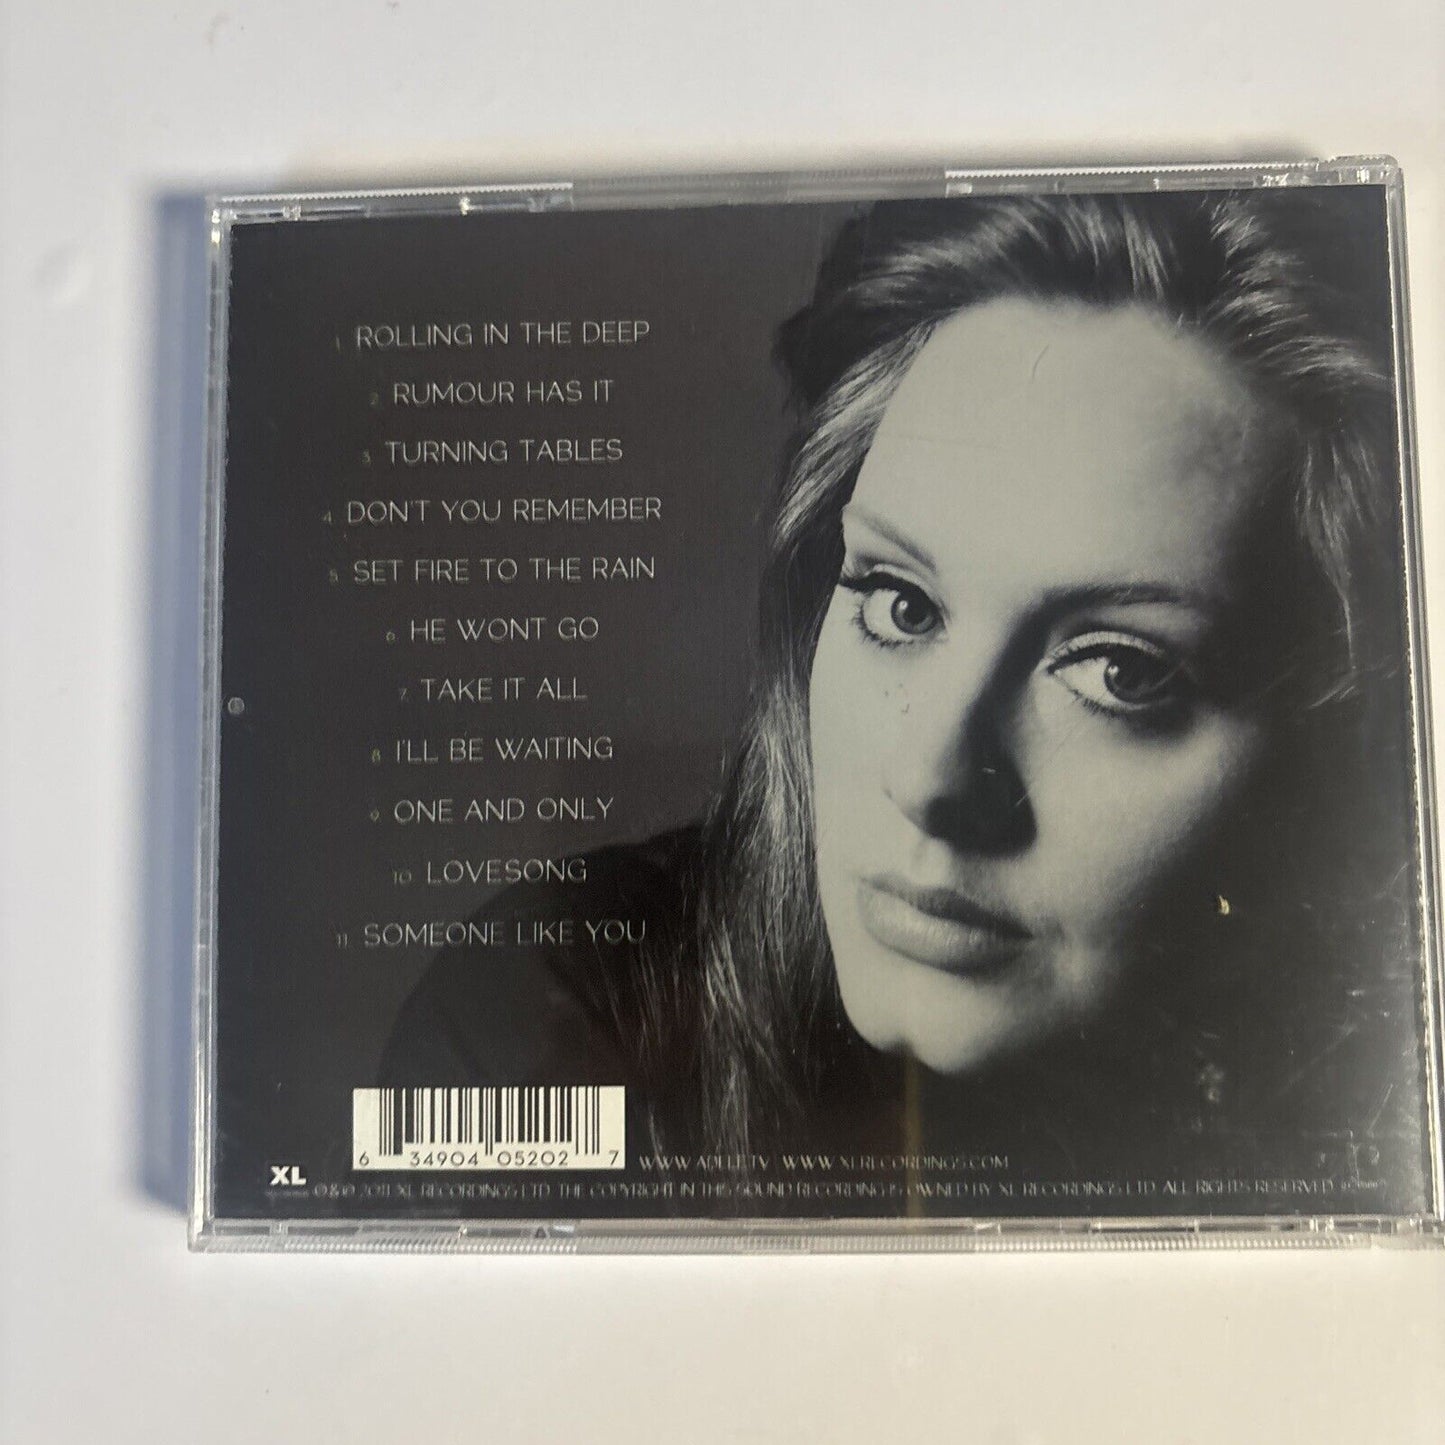 1 ROLLING IN THE DEEP
2 RUMOUR HAS IT
3 TURNING TABLES
4 DON'T YOU REMEMBER
5 SET FIRE TO THE RAIN
6 HE WONT GO
7 TAKE IT ALL
8 I'LL BE WAITING
9 ONE AND ONLY
10 LOVESONG
11 SOMEONE LIKE YOU
6 34904 05202 7
WWW.ADELE.TV WWW.XLRECORDINGS.COM
XL
℗ & © 2011 XL RECORDINGS LTD. THE COPYRIGHT IN THIS SOUND RECORDING IS OWNED BY XL RECORDINGS LTD. ALL RIGHTS RESERVED.